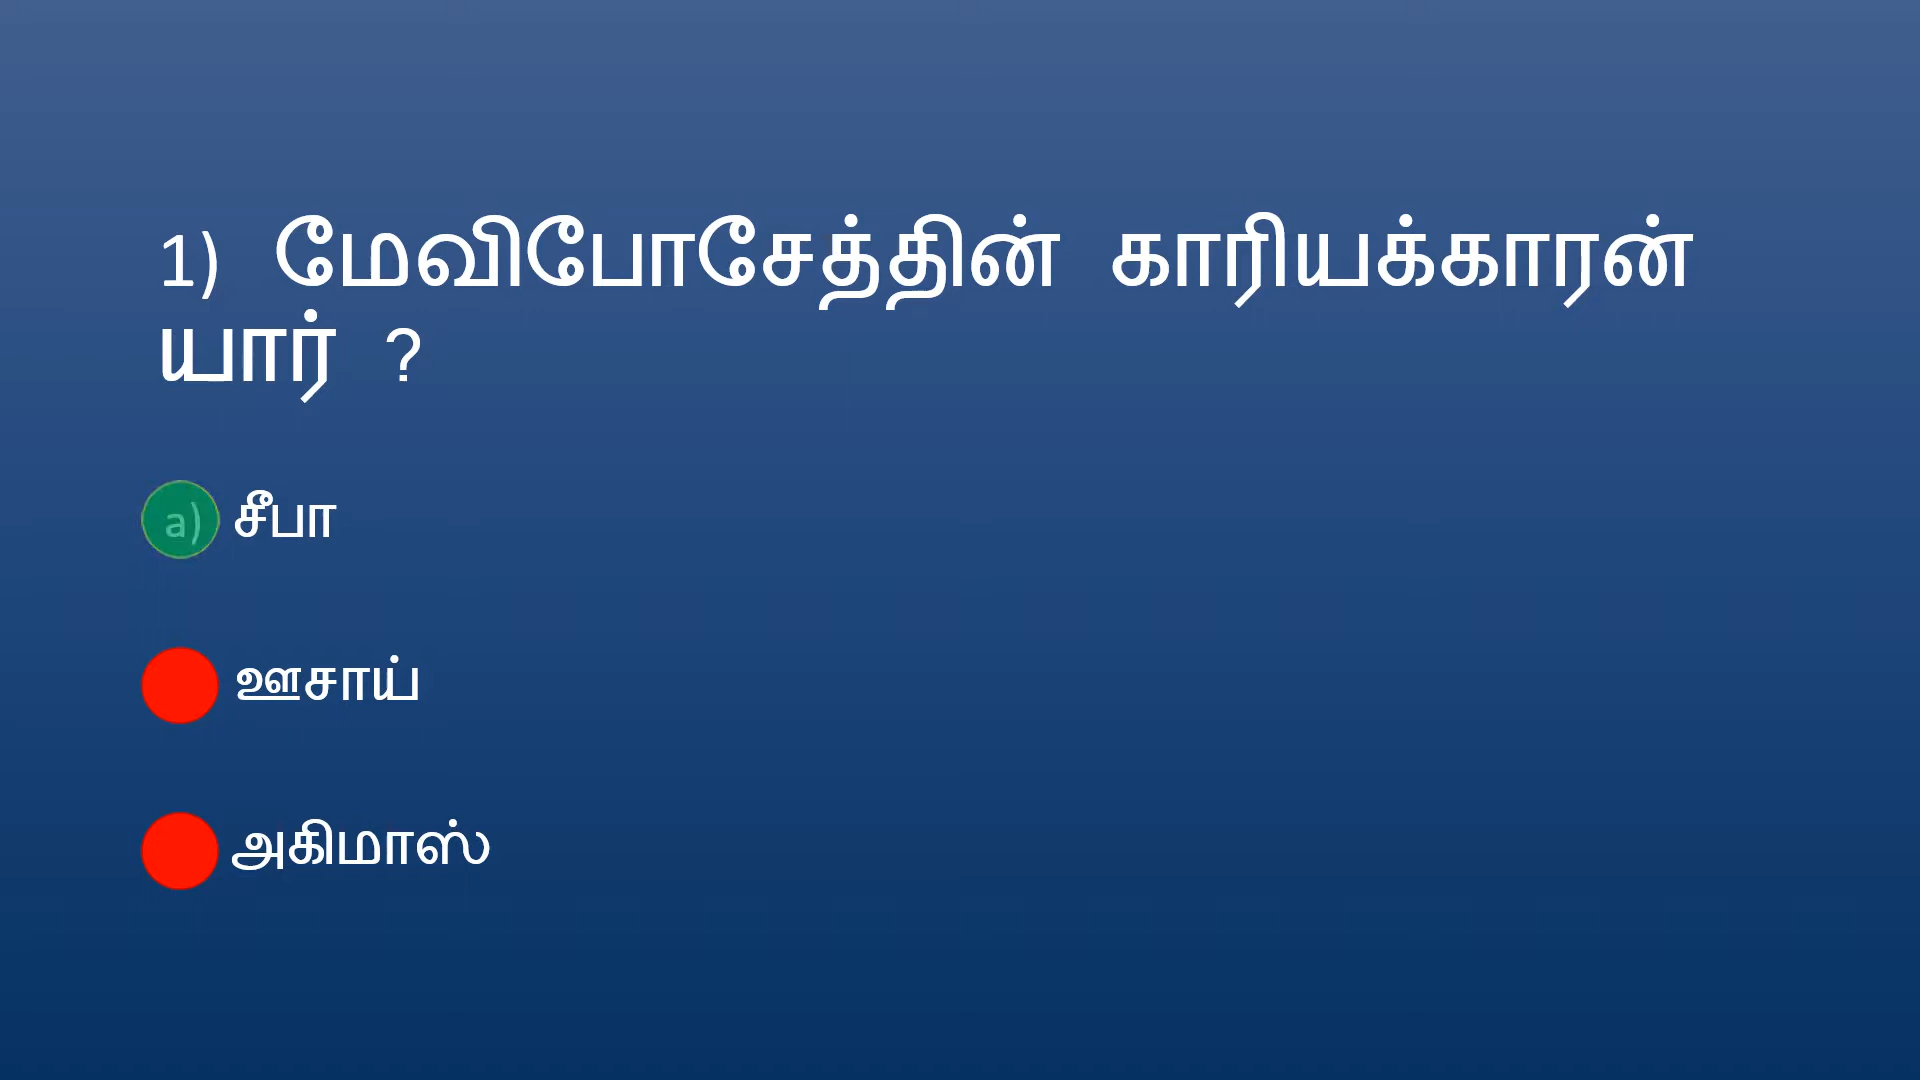 1) மேவிபோசேத்தின் காரியக்காரன்
யார் ?
a) சீபா
ஊசாய்
அகிமாஸ்